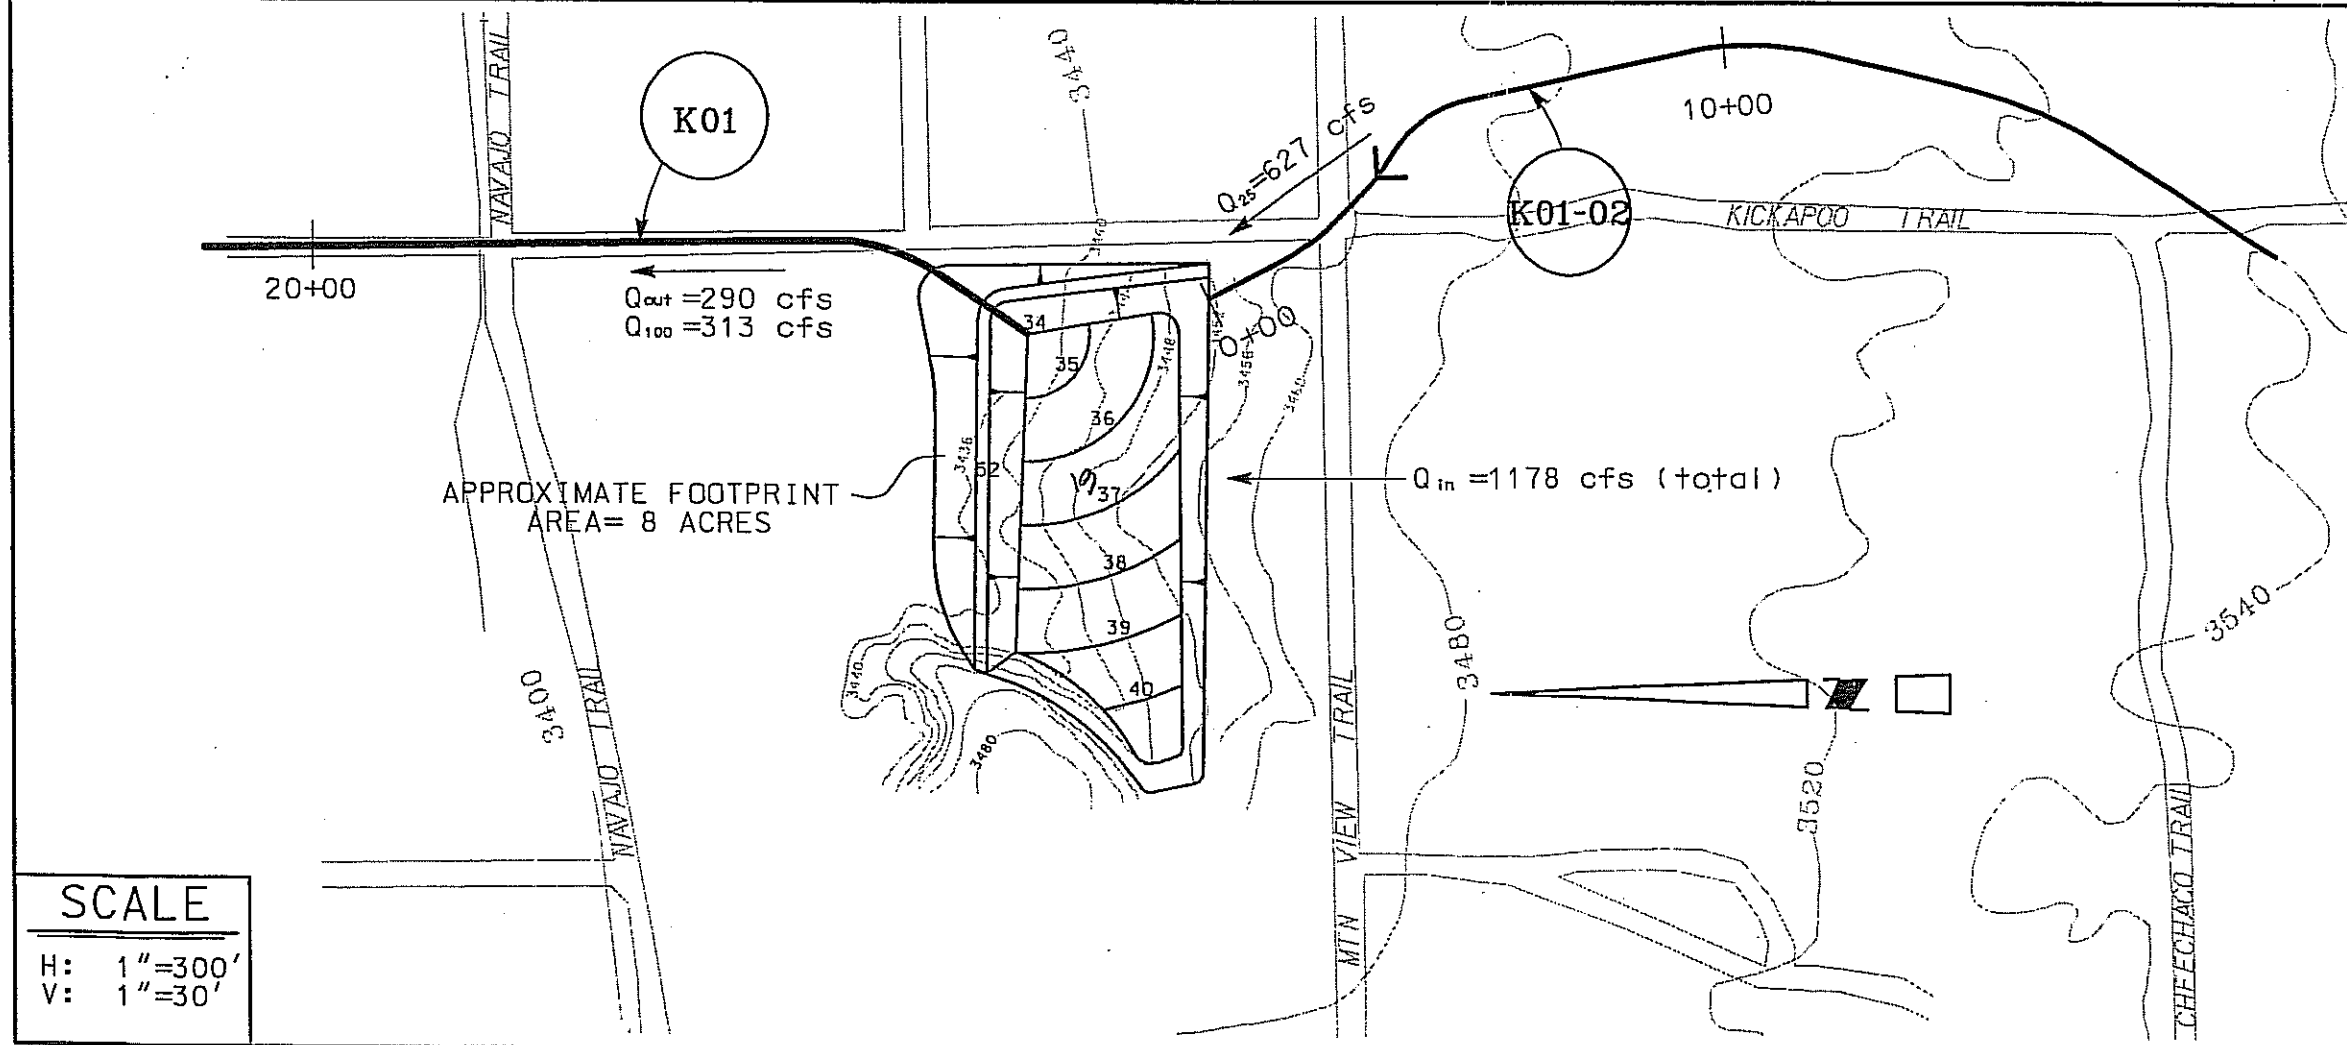 NAVAJO TRAIL
K01
3440
Q25=627 cfs
10+00
K01-02
KICKAPOO TRAIL
3440
20+00
Qout =290 cfs
Q100 =313 cfs
0+00
34
35
3448
3456
3460
36
3436
52
37
Qin =1178 cfs (total)
APPROXIMATE FOOTPRINT
AREA= 8 ACRES
38
39
40
3440
3480
3400
NAVAJO TRAIL
3480
3540
N
3520
MTN VIEW TRAIL
CHEECHACO TRAIL
SCALE
H: 1"=300'
V: 1"=30'